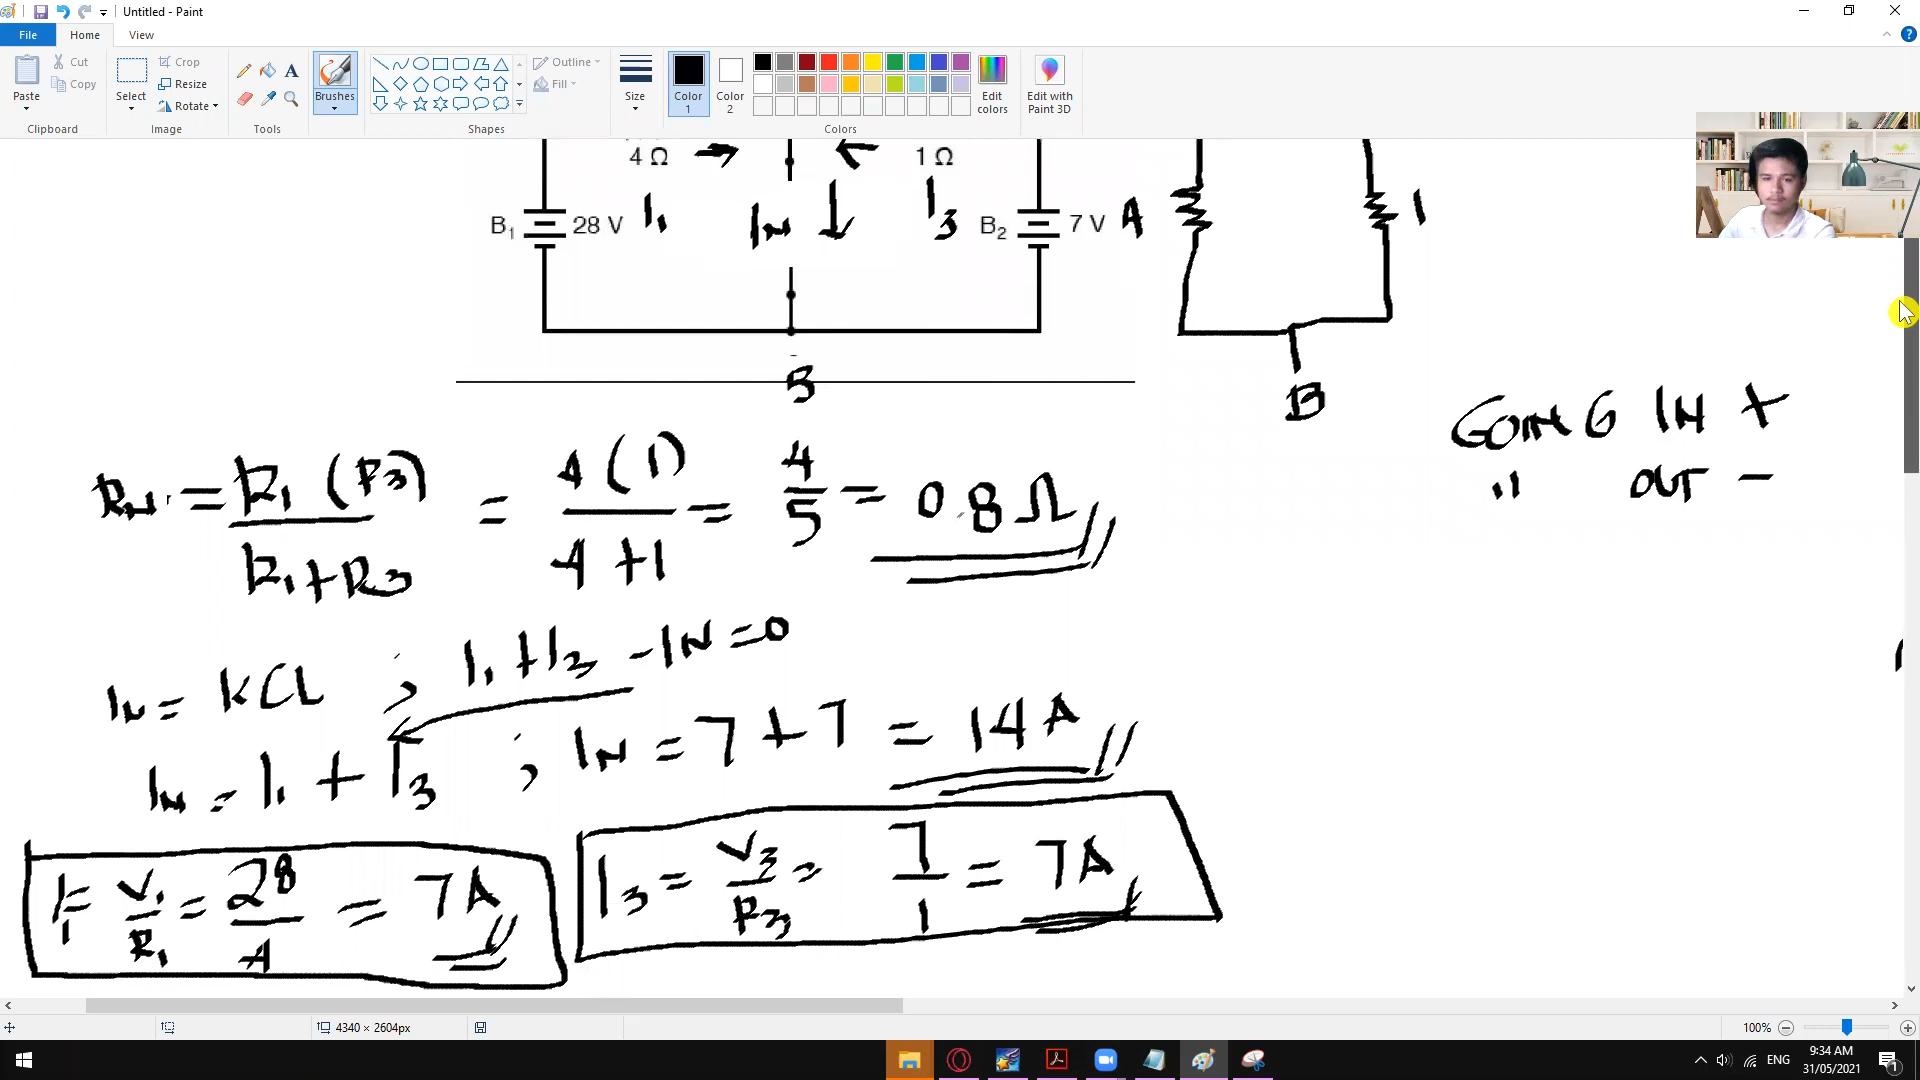 Untitled - Paint
File Home View
Paste Cut Copy Clipboard
Select Crop Resize Rotate Image
Tools
Brushes
Outline Fill Shapes
Size
Color 1 Color 2 Edit colors Colors
Edit with Paint 3D
4 Ω 1 Ω
B₁ 28 V I₁ IN I3 B₂ 7 V 4 1
B B
GOING IN +
" OUT -
RN = R1 (R3) / R1+R3 = 4(1) / 4+1 = 4/5 = 0.8 Ω
IN = KCL ; I1 + I3 - IN = 0
IN = I1 + I3 ; IN = 7 + 7 = 14 A
I1 = V1/R1 = 28/4 = 7A
I3 = V3/R3 = 7/1 = 7A
4340 × 2604px 100%
ENG 9:34 AM
31/05/2021
1